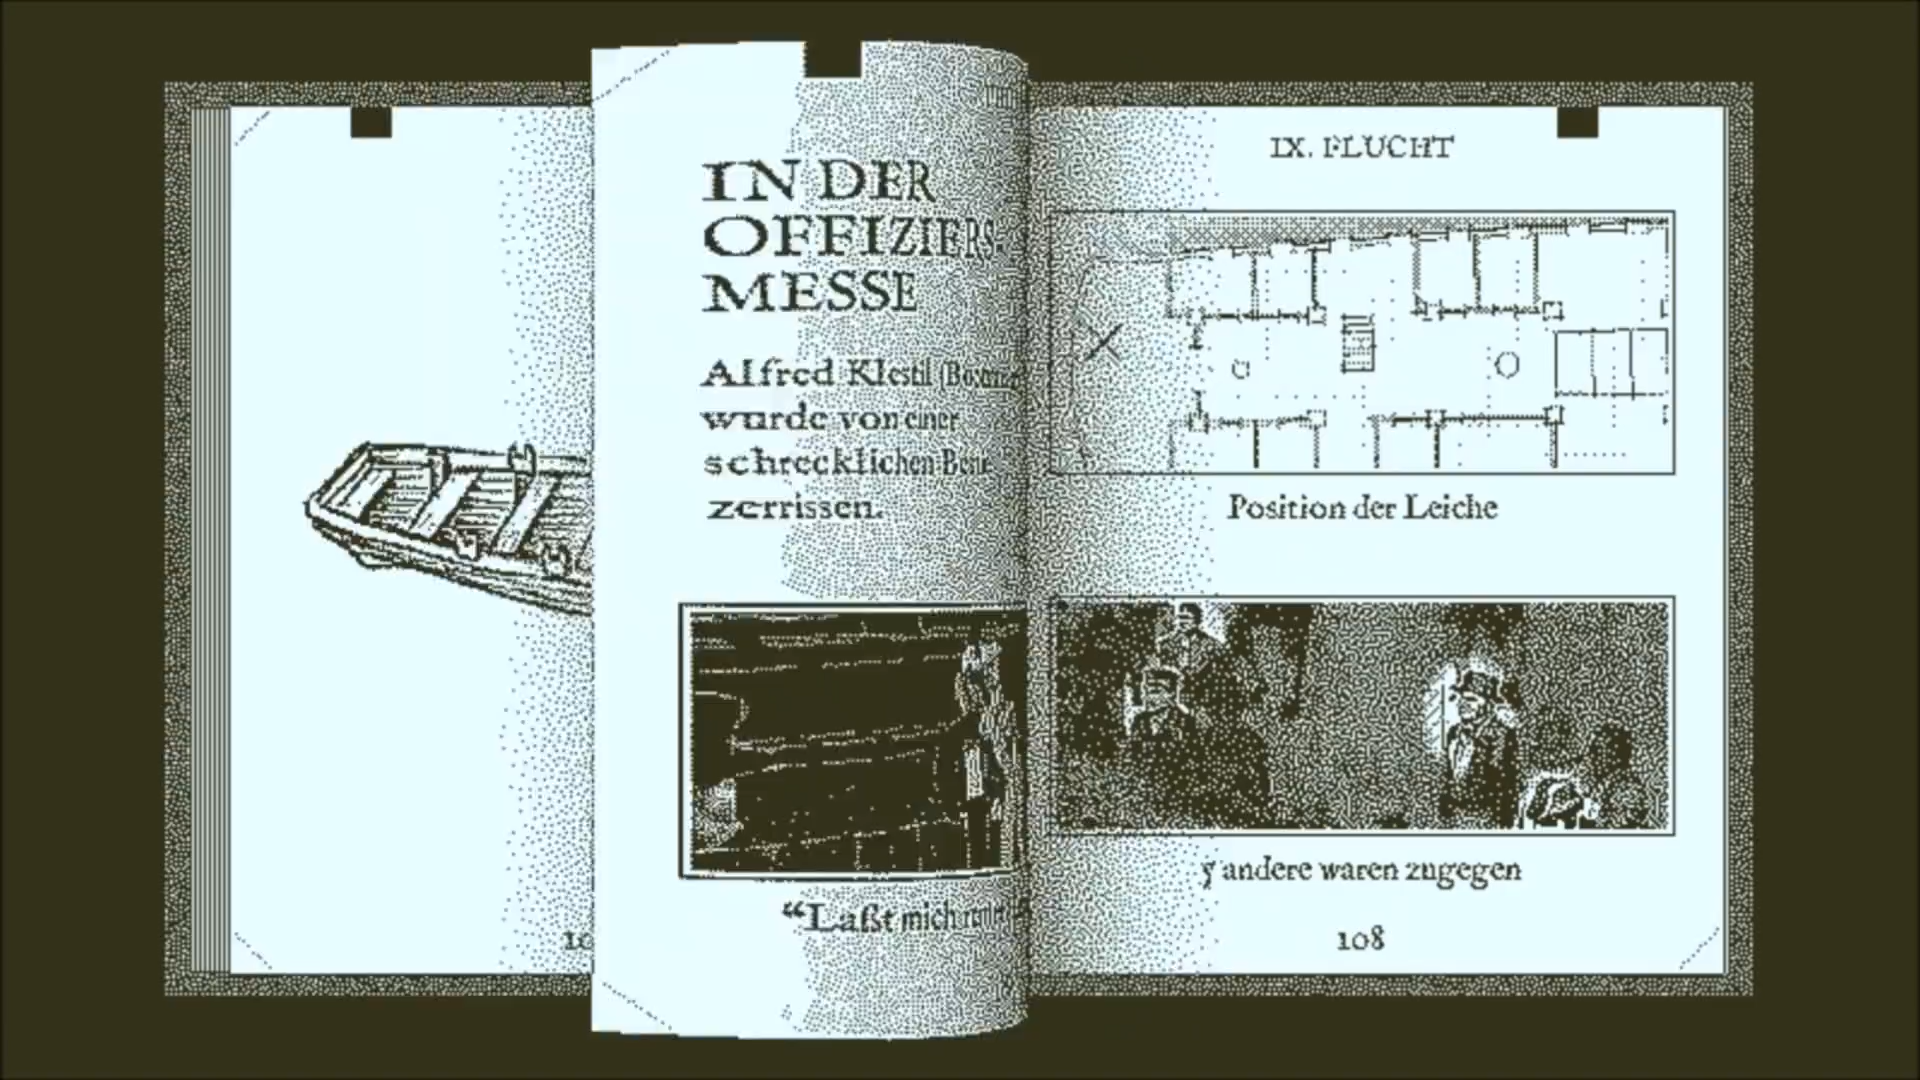 IN DER
OFFIZIERS-
MESSE
Alfred Klestil
wurde von einer
schrecklichen
zerrissen.
“Laßt mich
IX. FLUCHT
Position der Leiche
5 andere waren zugegen
108